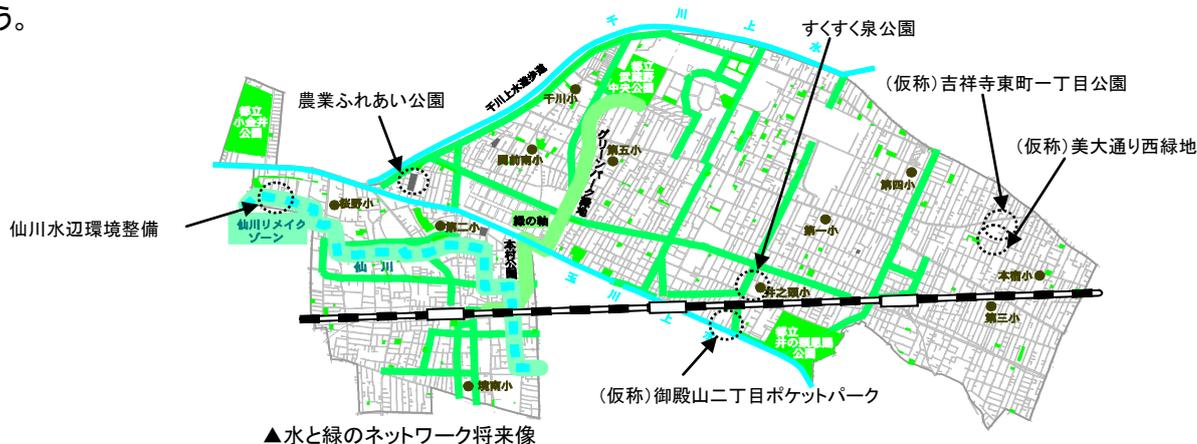 う。
千川上水
すくすく泉公園
(仮称)吉祥寺東町一丁目公園
(仮称)美大通り西緑地
農業ふれあい公園
千川上水遊歩道
都立
武蔵野
中央公園
千川小
都立
小金井
公園
関前南小
グリーンパーク緑地
第五小
第四小
仙川水辺環境整備
桜野小
仙川リメイク
ゾーン
第二小
緑の軸
第一小
仙川
本村公園
玉川上水
井之頭小
本宿小
第三小
都立
井の頭恩賜
公園
境南小
(仮称)御殿山二丁目ポケットパーク
▲水と緑のネットワーク将来像